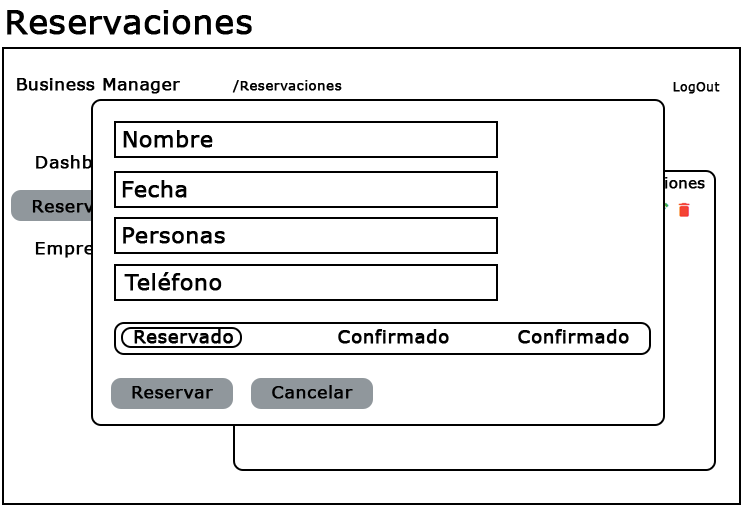 Reservaciones
Business Manager
/Reservaciones
LogOut
Nombre
Fecha
Personas
Teléfono
Reservado
Confirmado
Confirmado
Reservar
Cancelar
Dashb
Reserv
Empre
iones